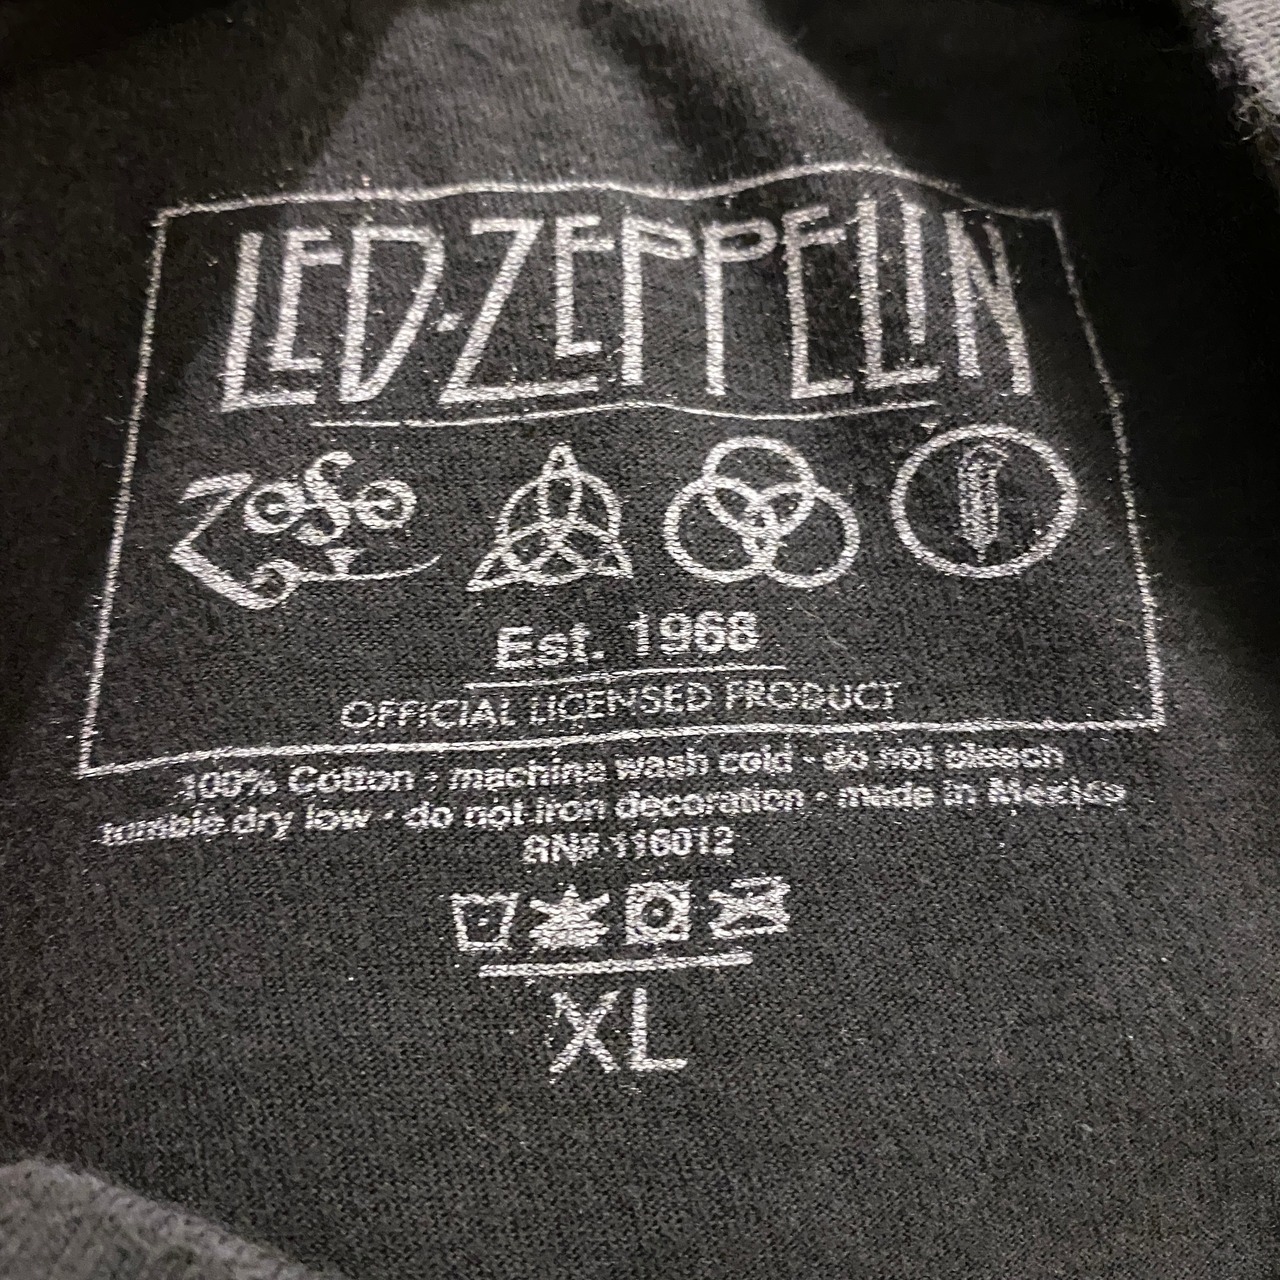 LED-ZEPPELIN
ZOSO
Est. 1968
OFFICIAL LICENSED PRODUCT
100% Cotton • machine wash cold • do not bleach
tumble dry low • do not iron decoration • made in Mexico
RN# 116012
XL